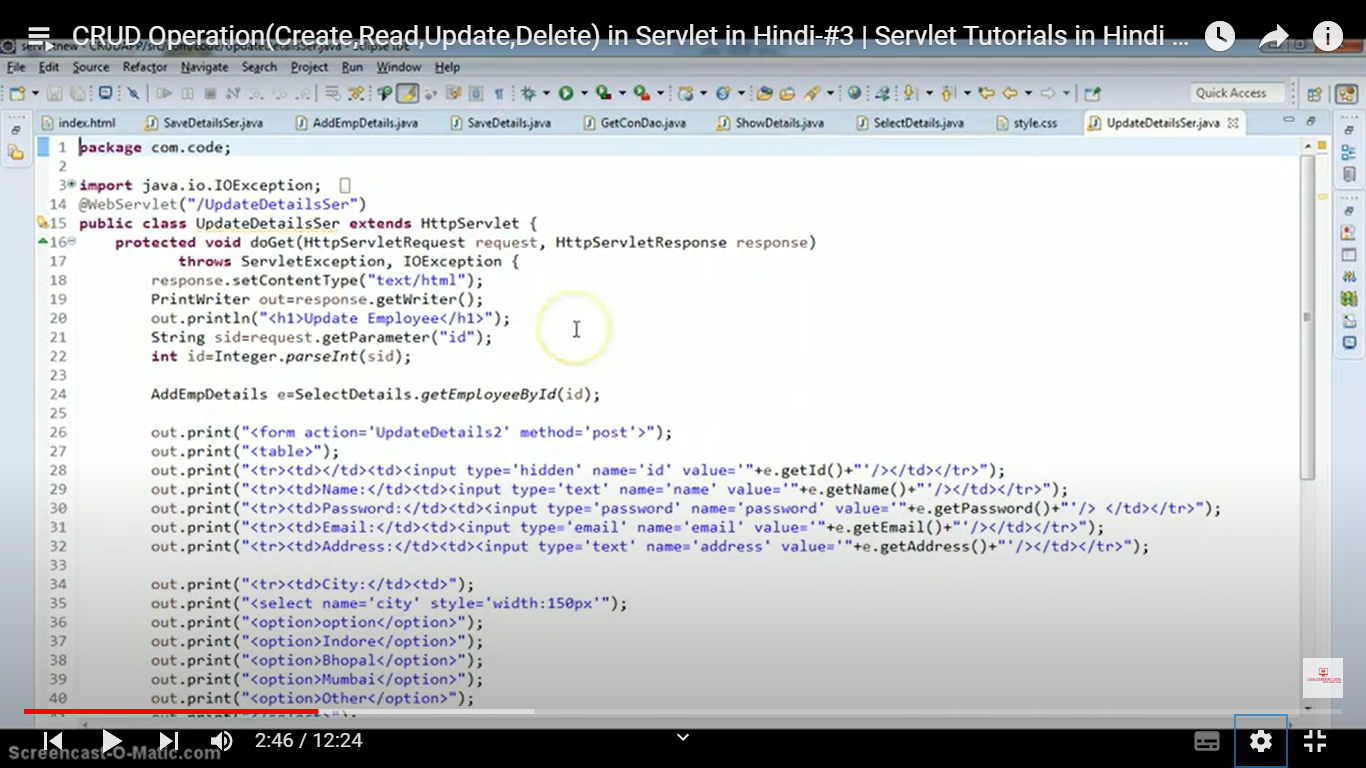 CRUD Operation(Create,Read,Update,Delete) in Servlet in Hindi-#3 | Servlet Tutorials in Hindi ...
File Edit Source Refactor Navigate Search Project Run Window Help
Quick Access
index.html SaveDetailsSer.java AddEmpDetails.java SaveDetails.java GetConDao.java ShowDetails.java SelectDetails.java style.css UpdateDetailsSer.java
1 package com.code;
2
3 import java.io.IOException;
14 @WebServlet("/UpdateDetailsSer")
15 public class UpdateDetailsSer extends HttpServlet {
16 protected void doGet(HttpServletRequest request, HttpServletResponse response)
17 throws ServletException, IOException {
18 response.setContentType("text/html");
19 PrintWriter out=response.getWriter();
20 out.println("<h1>Update Employee</h1>");
21 String sid=request.getParameter("id");
22 int id=Integer.parseInt(sid);
23
24 AddEmpDetails e=SelectDetails.getEmployeeById(id);
25
26 out.print("<form action='UpdateDetails2' method='post'>");
27 out.print("<table>");
28 out.print("<tr><td></td><td><input type='hidden' name='id' value='"+e.getId()+"'/></td></tr>");
29 out.print("<tr><td>Name:</td><td><input type='text' name='name' value='"+e.getName()+"'/></td></tr>");
30 out.print("<tr><td>Password:</td><td><input type='password' name='password' value='"+e.getPassword()+"'/> </td></tr>");
31 out.print("<tr><td>Email:</td><td><input type='email' name='email' value='"+e.getEmail()+"'/></td></tr>");
32 out.print("<tr><td>Address:</td><td><input type='text' name='address' value='"+e.getAddress()+"'/></td></tr>");
33
34 out.print("<tr><td>City:</td><td>");
35 out.print("<select name='city' style='width:150px'");
36 out.print("<option>option</option>");
37 out.print("<option>Indore</option>");
38 out.print("<option>Bhopal</option>");
39 out.print("<option>Mumbai</option>");
40 out.print("<option>Other</option>");
2:46 / 12:24
Screencast-O-Matic.com